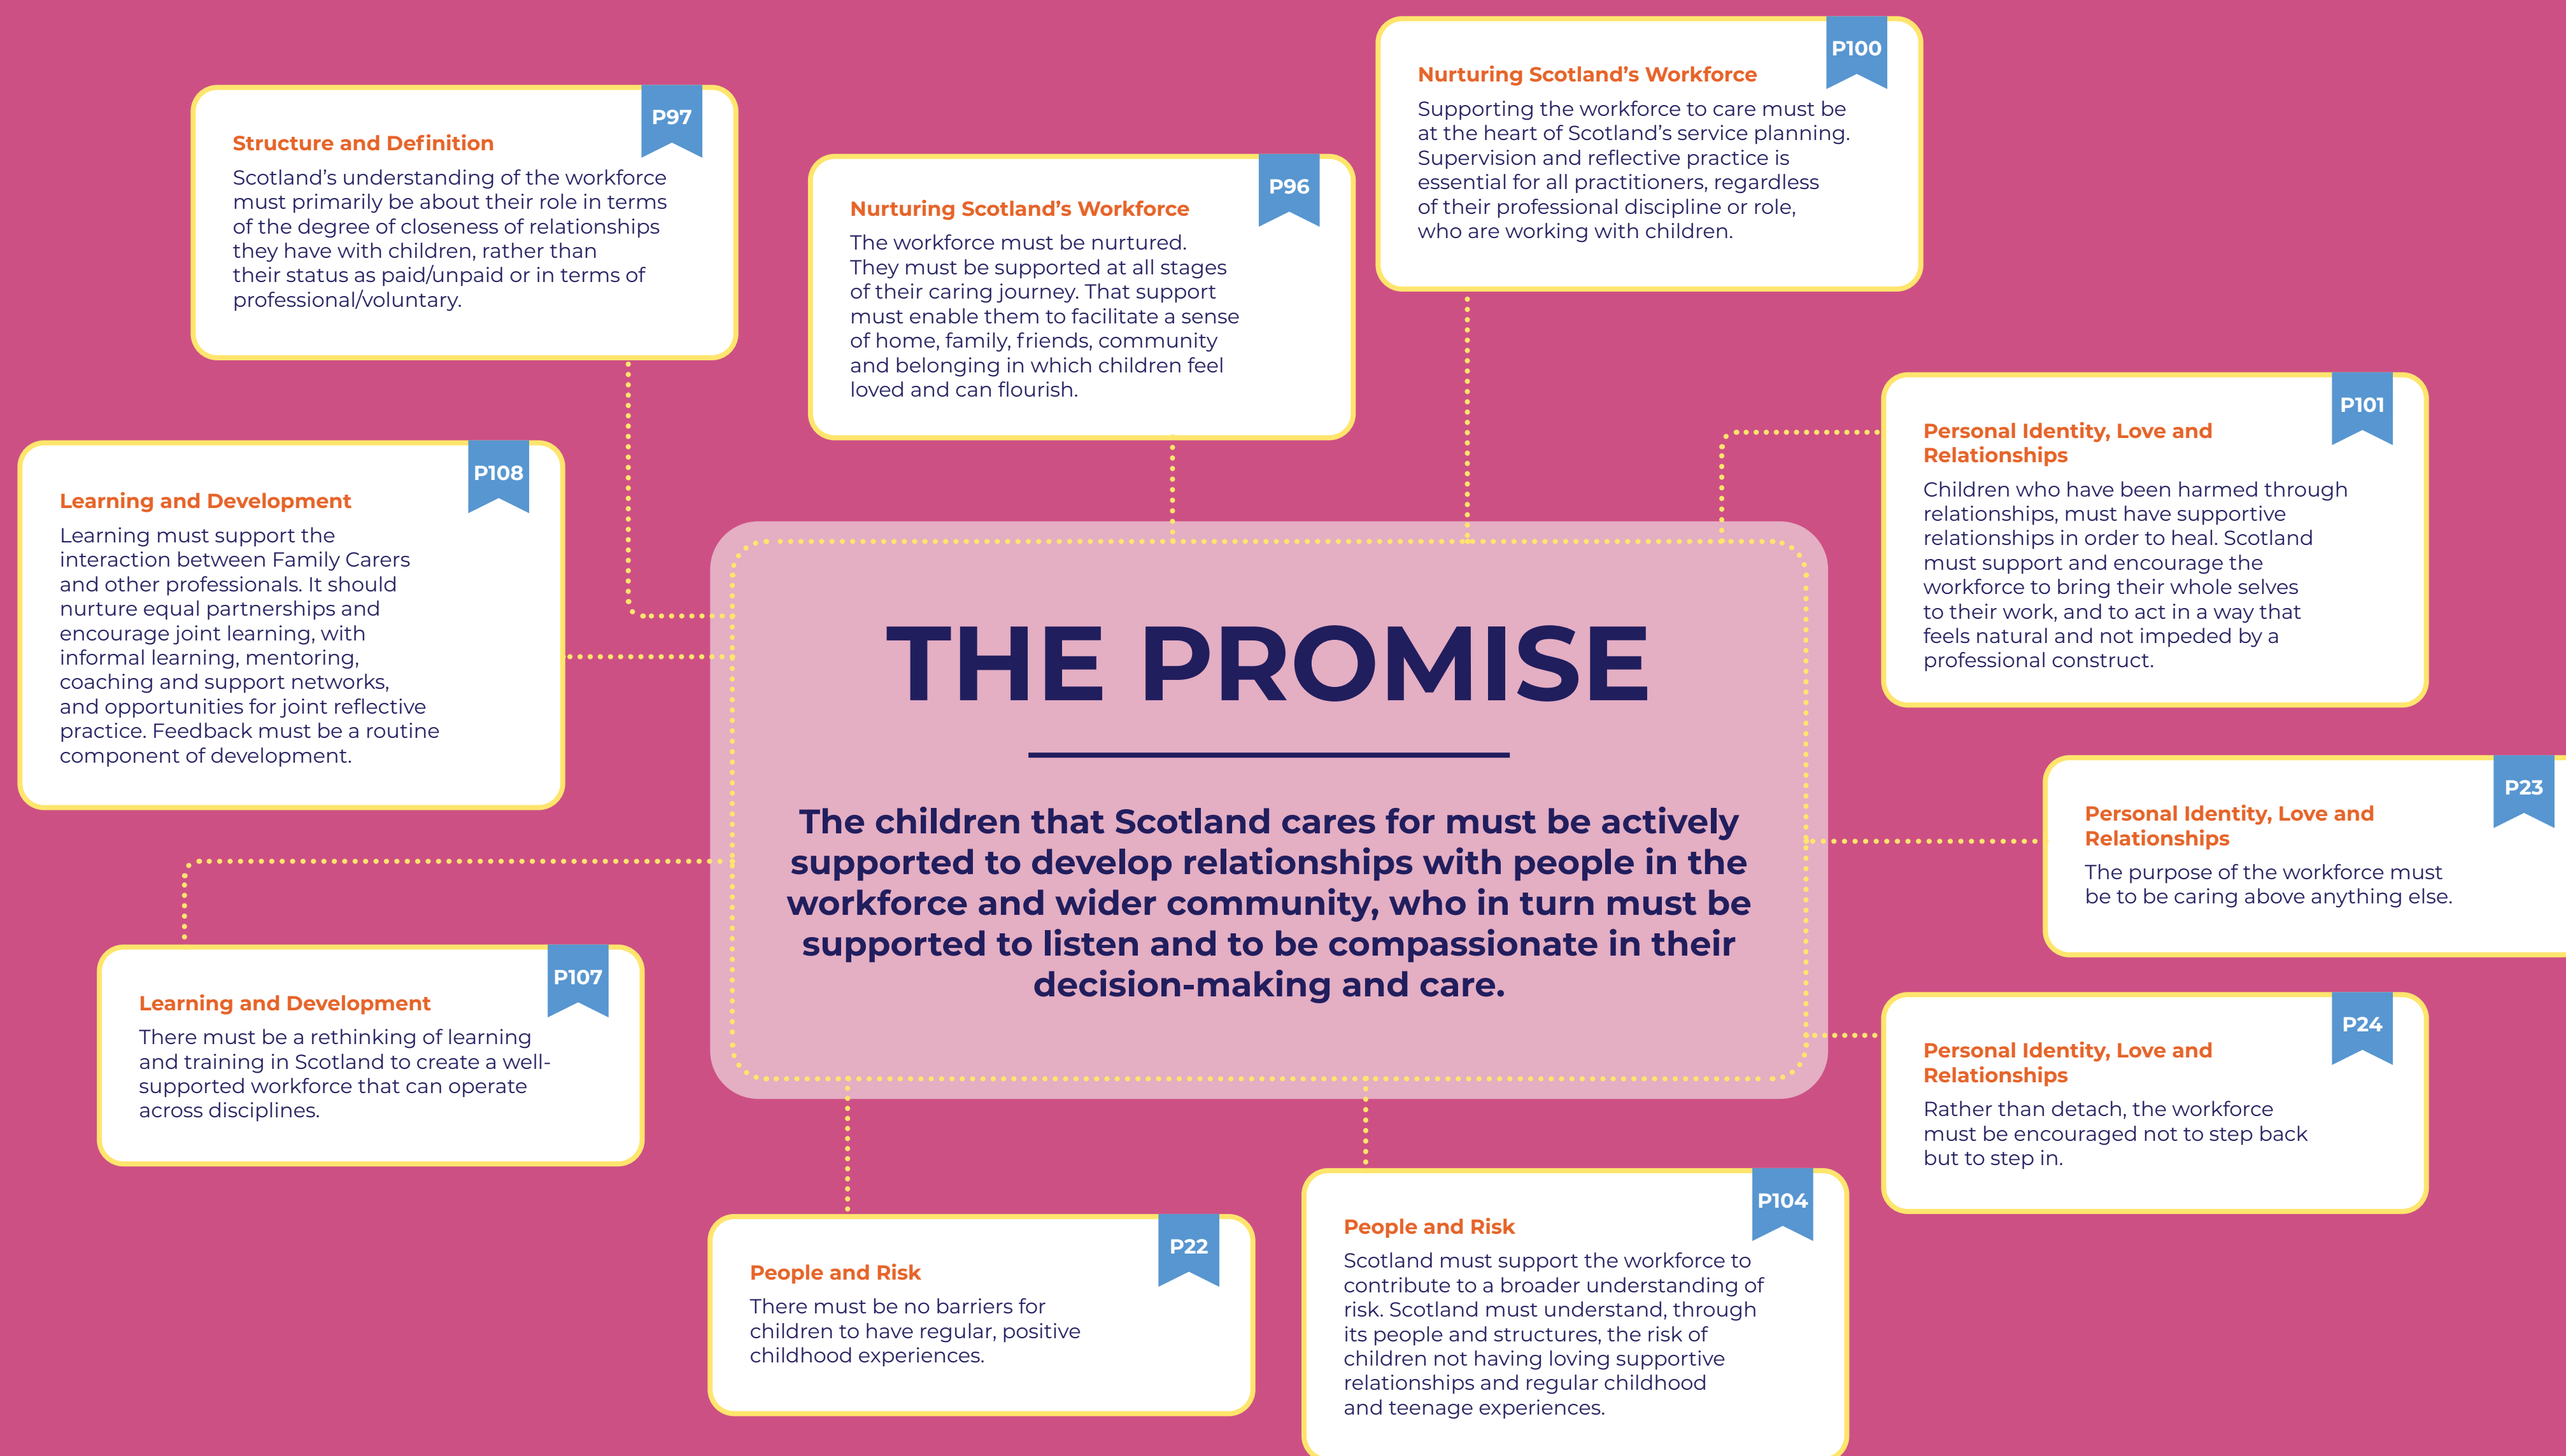 P100
Nurturing Scotland’s Workforce
Supporting the workforce to care must be
at the heart of Scotland’s service planning.
Supervision and reflective practice is
essential for all practitioners, regardless
of their professional discipline or role,
who are working with children.
P97
Structure and Definition
Scotland’s understanding of the workforce
must primarily be about their role in terms
of the degree of closeness of relationships
they have with children, rather than
their status as paid/unpaid or in terms of
professional/voluntary.
P96
Nurturing Scotland’s Workforce
The workforce must be nurtured.
They must be supported at all stages
of their caring journey. That support
must enable them to facilitate a sense
of home, family, friends, community
and belonging in which children feel
loved and can flourish.
P101
Personal Identity, Love and
Relationships
Children who have been harmed through
relationships, must have supportive
relationships in order to heal. Scotland
must support and encourage the
workforce to bring their whole selves
to their work, and to act in a way that
feels natural and not impeded by a
professional construct.
P108
Learning and Development
Learning must support the
interaction between Family Carers
and other professionals. It should
nurture equal partnerships and
encourage joint learning, with
informal learning, mentoring,
coaching and support networks,
and opportunities for joint reflective
practice. Feedback must be a routine
component of development.
THE PROMISE
The children that Scotland cares for must be actively
supported to develop relationships with people in the
workforce and wider community, who in turn must be
supported to listen and to be compassionate in their
decision-making and care.
P23
Personal Identity, Love and
Relationships
The purpose of the workforce must
be to be caring above anything else.
P107
Learning and Development
There must be a rethinking of learning
and training in Scotland to create a well-
supported workforce that can operate
across disciplines.
P24
Personal Identity, Love and
Relationships
Rather than detach, the workforce
must be encouraged not to step back
but to step in.
P22
People and Risk
There must be no barriers for
children to have regular, positive
childhood experiences.
P104
People and Risk
Scotland must support the workforce to
contribute to a broader understanding of
risk. Scotland must understand, through
its people and structures, the risk of
children not having loving supportive
relationships and regular childhood
and teenage experiences.